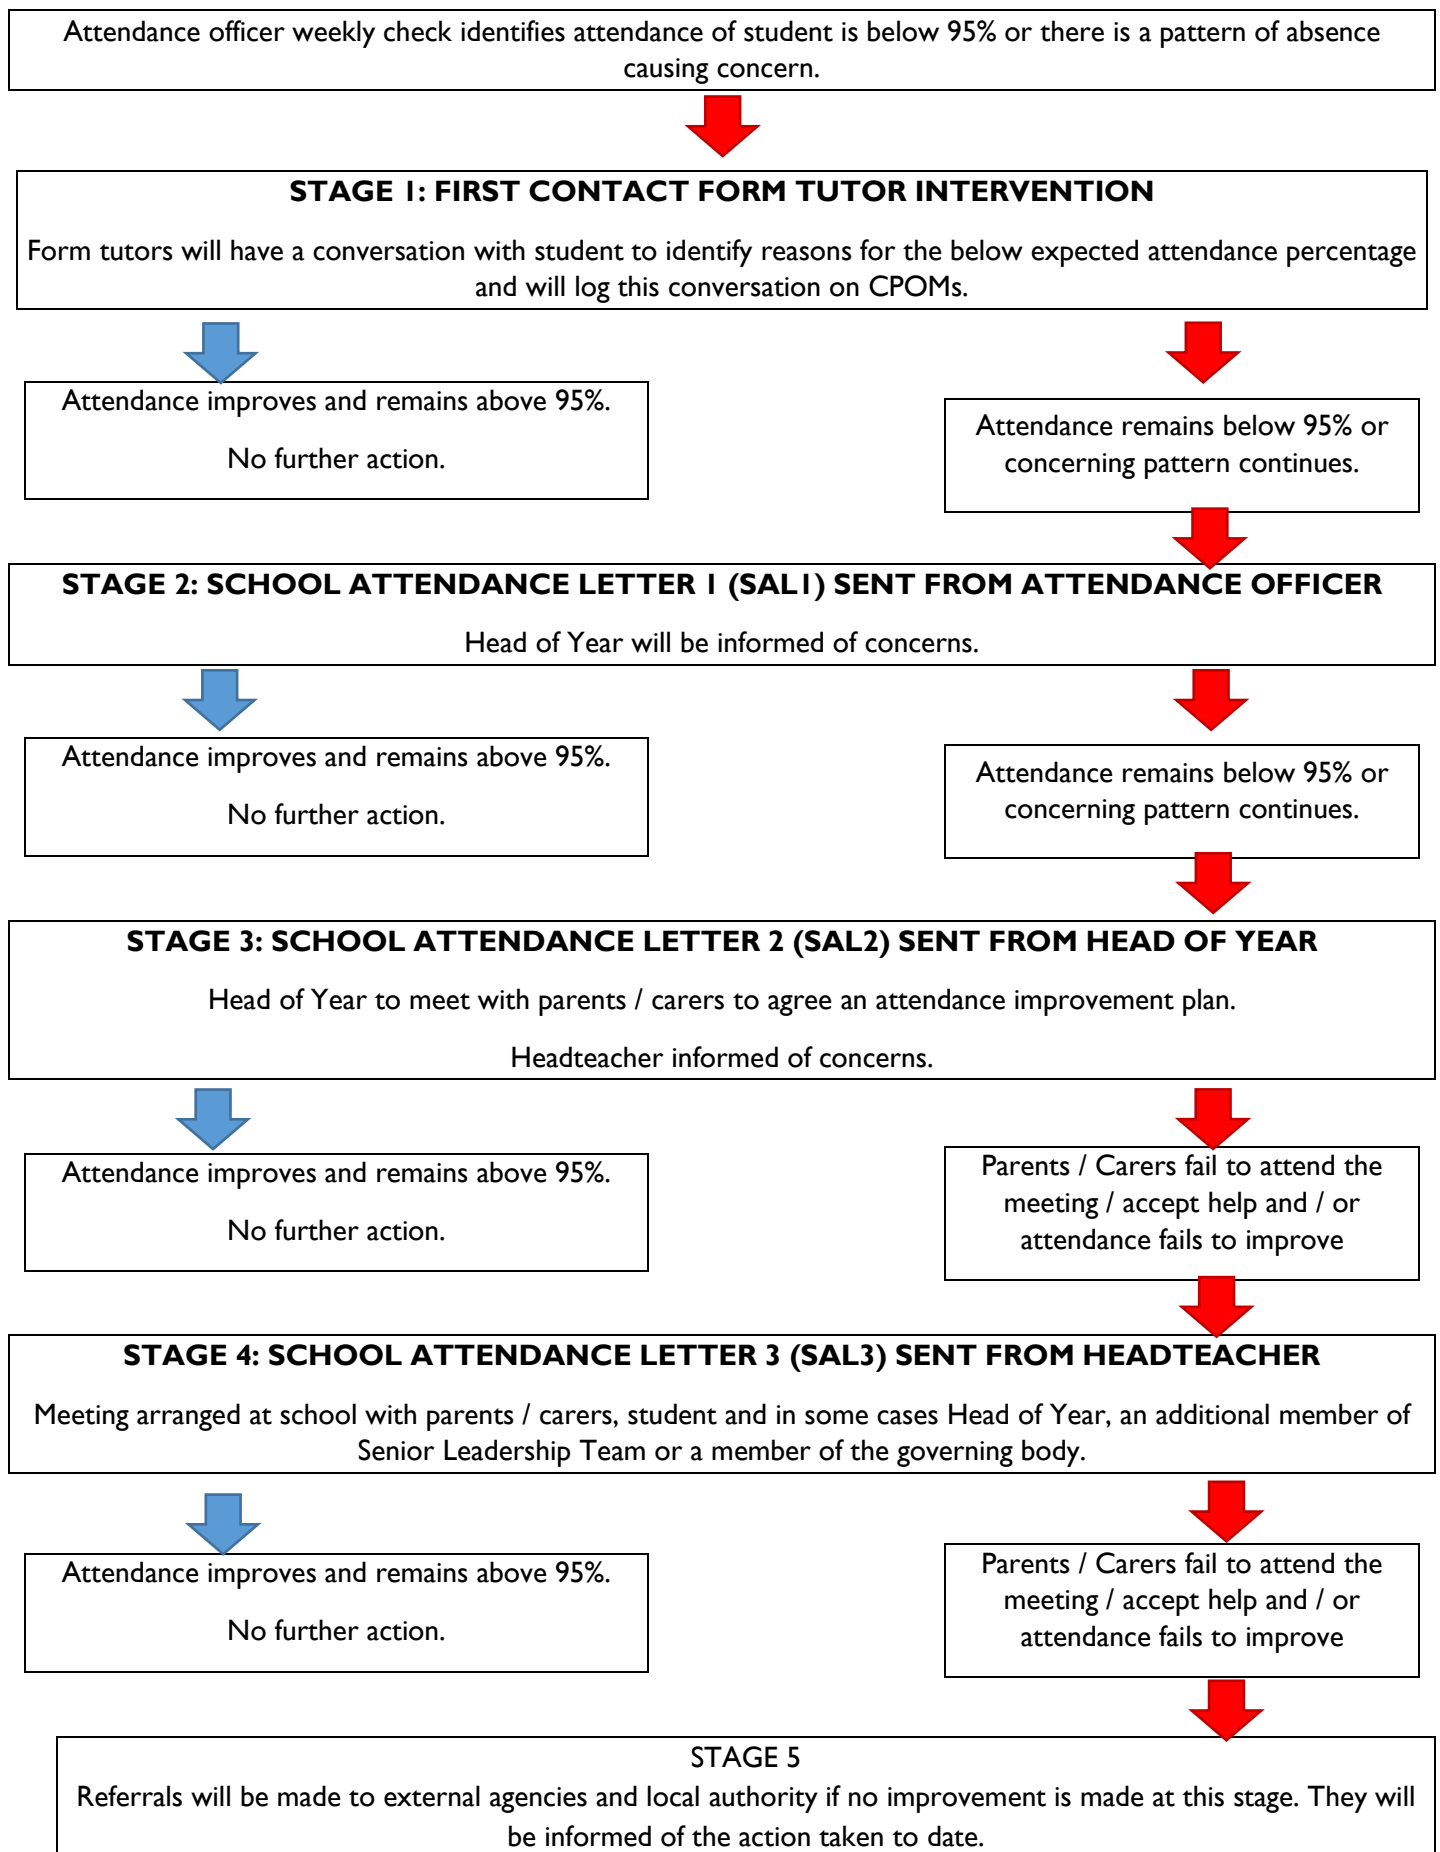 Attendance officer weekly check identifies attendance of student is below 95% or there is a pattern of absence
causing concern.
STAGE 1: FIRST CONTACT FORM TUTOR INTERVENTION
Form tutors will have a conversation with student to identify reasons for the below expected attendance percentage
and will log this conversation on CPOMs.
Attendance improves and remains above 95%.
No further action.
Attendance remains below 95% or
concerning pattern continues.
STAGE 2: SCHOOL ATTENDANCE LETTER 1 (SAL1) SENT FROM ATTENDANCE OFFICER
Head of Year will be informed of concerns.
Attendance improves and remains above 95%.
No further action.
Attendance remains below 95% or
concerning pattern continues.
STAGE 3: SCHOOL ATTENDANCE LETTER 2 (SAL2) SENT FROM HEAD OF YEAR
Head of Year to meet with parents / carers to agree an attendance improvement plan.
Headteacher informed of concerns.
Attendance improves and remains above 95%.
No further action.
Parents / Carers fail to attend the
meeting / accept help and / or
attendance fails to improve
STAGE 4: SCHOOL ATTENDANCE LETTER 3 (SAL3) SENT FROM HEADTEACHER
Meeting arranged at school with parents / carers, student and in some cases Head of Year, an additional member of
Senior Leadership Team or a member of the governing body.
Attendance improves and remains above 95%.
No further action.
Parents / Carers fail to attend the
meeting / accept help and / or
attendance fails to improve
STAGE 5
Referrals will be made to external agencies and local authority if no improvement is made at this stage. They will
be informed of the action taken to date.